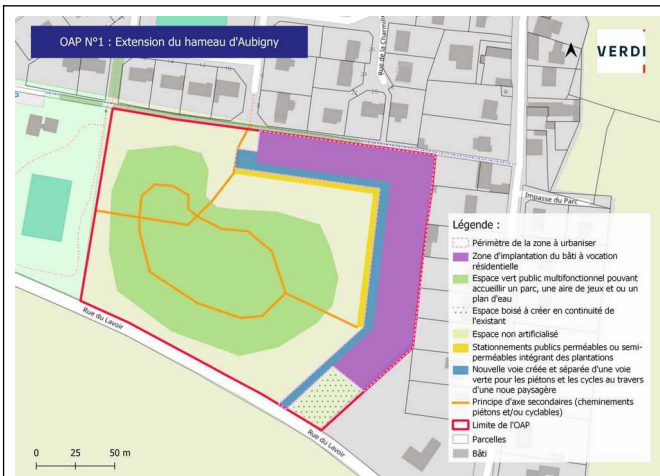 OAP N°1 : Extension du hameau d'Aubigny
VERDI
Rue de la Charmille
Impasse du Parc
Rue du Lavoir
Rue du Lavoir
Légende :
Périmètre de la zone à urbaniser
Zone d'implantation du bâti à vocation
résidentielle
Espace vert public multifonctionnel pouvant
accueillir un parc, une aire de jeux et ou un
plan d'eau
Espace boisé à créer en continuité de
l'existant
Espace non artificialisé
Stationnements publics perméables ou semi-
perméables intégrant des plantations
Nouvelle voie créée et séparée d'une voie
verte pour les piétons et les cycles au travers
d'une noue paysagère
Principe d'axe secondaires (cheminements
piétons et/ou cyclables)
Limite de l'OAP
Parcelles
Bâti
0 25 50 m